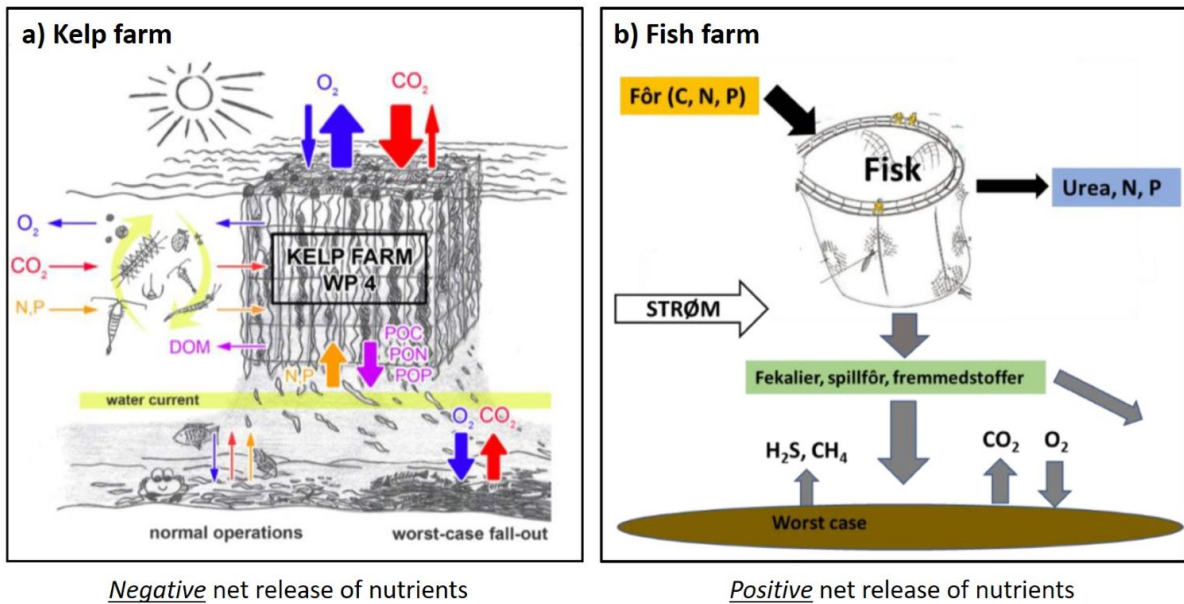 a) Kelp farm
O₂
CO₂
O₂
CO₂
N,P
DOM
KELP FARM
WP 4
N,P
POC
PON
POP
water current
O₂ CO₂
normal operations
worst-case fall-out
Negative net release of nutrients
b) Fish farm
Fôr (C, N, P)
Fisk
Urea, N, P
STRØM
Fekalier, spillfôr, fremmedstoffer
H₂S, CH₄
CO₂
O₂
Worst case
Positive net release of nutrients